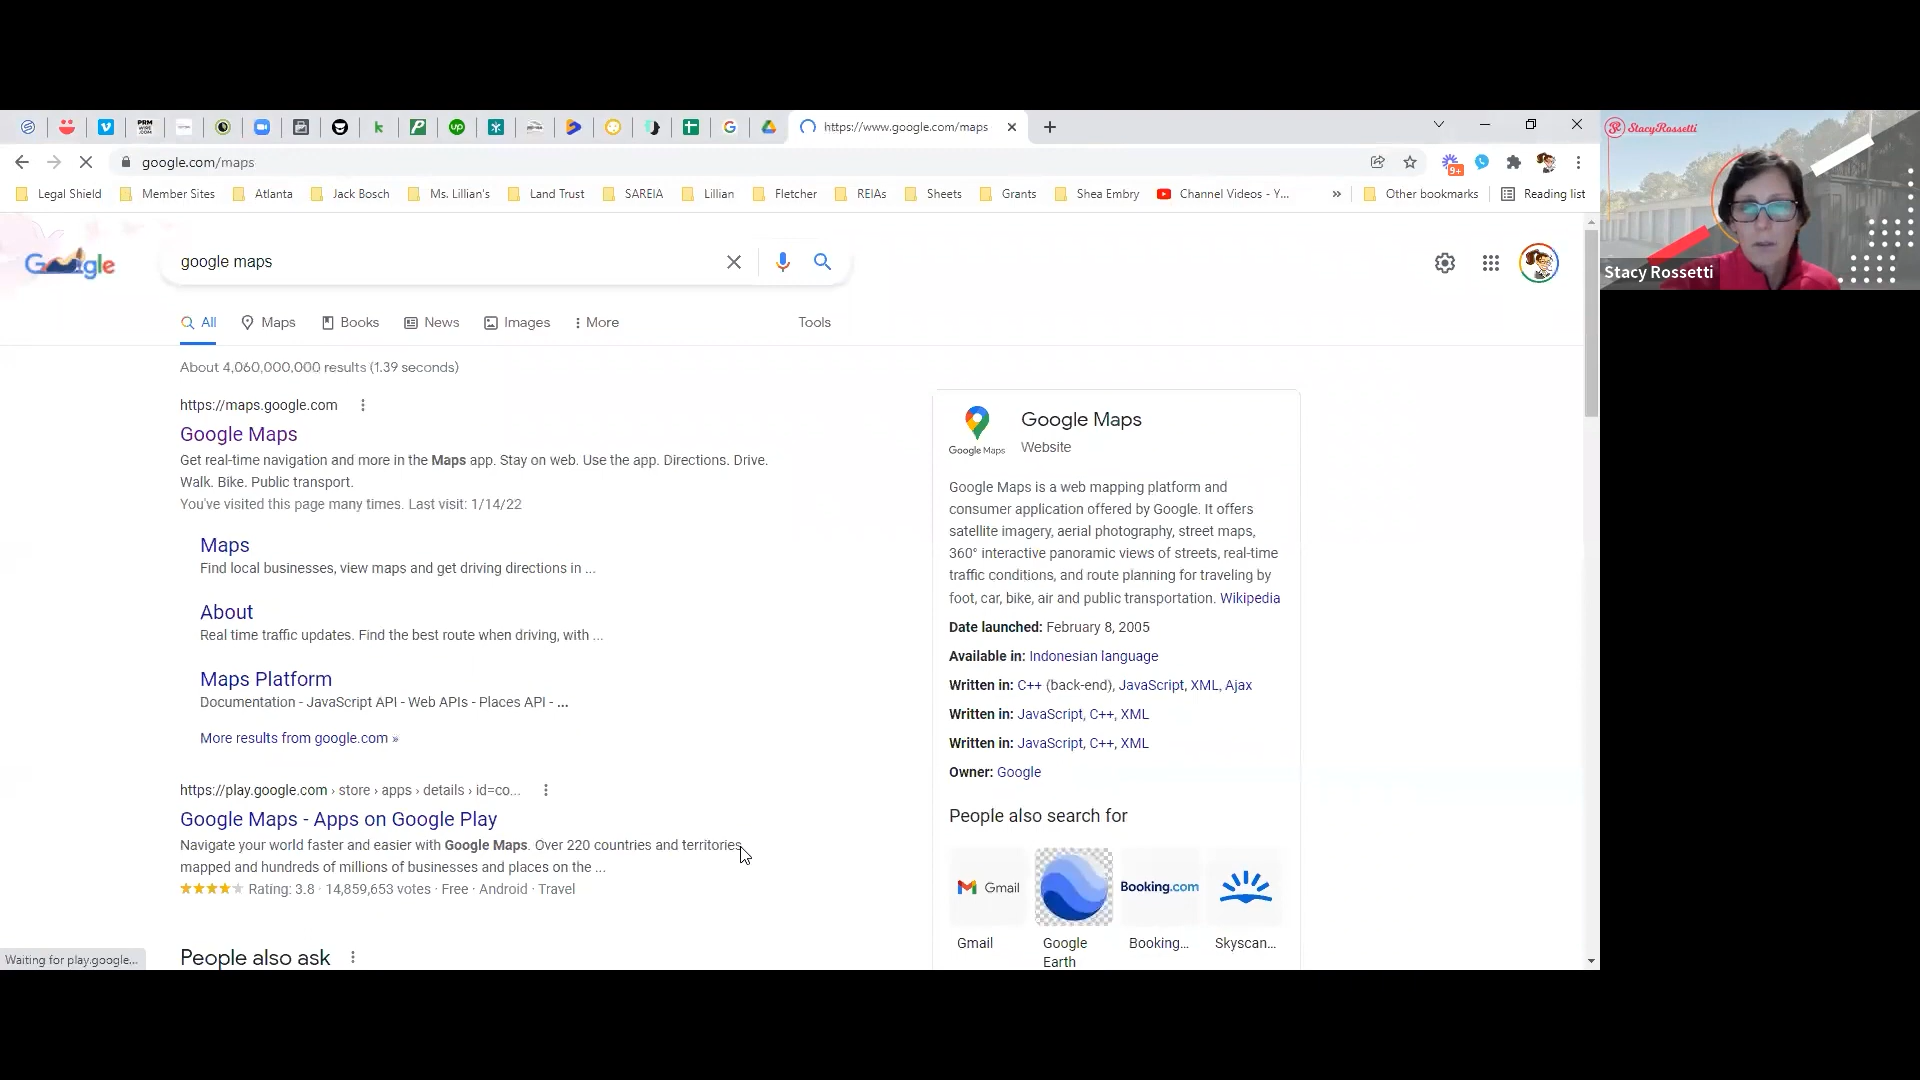 https://www.google.com/maps
google.com/maps
9+
Legal Shield
Member Sites
Atlanta
Jack Bosch
Ms. Lillian's
Land Trust
SAREIA
Lillian
Fletcher
REIAs
Sheets
Grants
Shea Embry
Channel Videos - Y...
»
Other bookmarks
Reading list
StacyRossetti
Stacy Rossetti
Google
google maps
All
Maps
Books
News
Images
More
Tools
About 4,060,000,000 results (1.39 seconds)
https://maps.google.com
Google Maps
Get real-time navigation and more in the Maps app. Stay on web. Use the app. Directions. Drive.
Walk. Bike. Public transport.
You've visited this page many times. Last visit: 1/14/22
Maps
Find local businesses, view maps and get driving directions in ...
About
Real time traffic updates. Find the best route when driving, with ...
Maps Platform
Documentation - JavaScript API - Web APIs - Places API - ...
More results from google.com »
https://play.google.com › store › apps › details › id=co...
Google Maps - Apps on Google Play
Navigate your world faster and easier with Google Maps. Over 220 countries and territories
mapped and hundreds of millions of businesses and places on the ...
Rating: 3.8 · 14,859,653 votes · Free · Android · Travel
People also ask
Waiting for play.google...
Google Maps
Google Maps
Website
Google Maps is a web mapping platform and
consumer application offered by Google. It offers
satellite imagery, aerial photography, street maps,
360° interactive panoramic views of streets, real-time
traffic conditions, and route planning for traveling by
foot, car, bike, air and public transportation. Wikipedia
Date launched: February 8, 2005
Available in: Indonesian language
Written in: C++ (back-end), JavaScript, XML, Ajax
Written in: JavaScript, C++, XML
Written in: JavaScript, C++, XML
Owner: Google
People also search for
Gmail
Booking.com
Gmail
Google
Earth
Booking...
Skyscan...